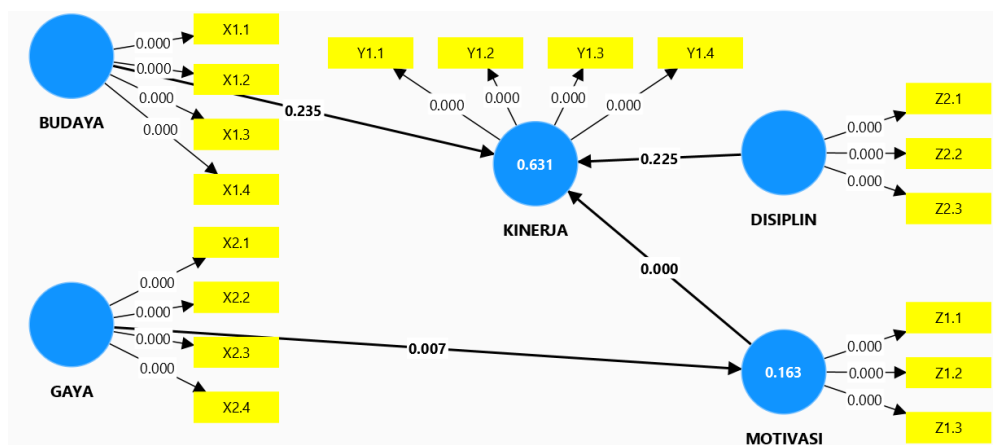 X1.1
0.000
X1.2
0.000
0.000
X1.3
0.000
X1.4
BUDAYA
0.235
Y1.1
Y1.2
Y1.3
Y1.4
0.000
0.000
0.000
0.000
0.631
KINERJA
0.225
DISIPLIN
Z2.1
0.000
Z2.2
0.000
Z2.3
0.000
0.000
X2.1
0.000
X2.2
0.000
X2.3
0.000
X2.4
0.000
GAYA
0.007
0.163
MOTIVASI
Z1.1
0.000
Z1.2
0.000
Z1.3
0.000